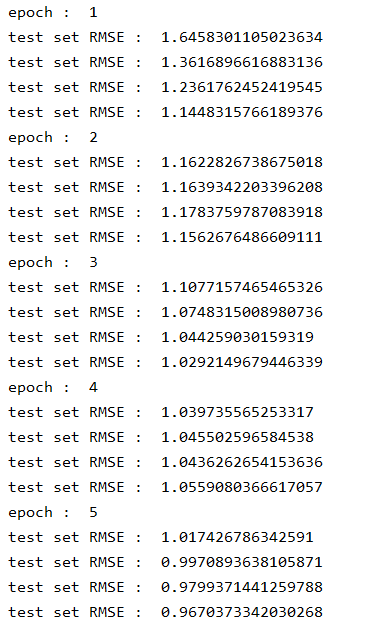 epoch :  1
test set RMSE :  1.6458301105023634
test set RMSE :  1.3616896616883136
test set RMSE :  1.2361762452419545
test set RMSE :  1.1448315766189376
epoch :  2
test set RMSE :  1.1622826738675018
test set RMSE :  1.1639342203396208
test set RMSE :  1.1783759787083918
test set RMSE :  1.1562676486609111
epoch :  3
test set RMSE :  1.1077157465465326
test set RMSE :  1.0748315008980736
test set RMSE :  1.044259030159319
test set RMSE :  1.0292149679446339
epoch :  4
test set RMSE :  1.039735565253317
test set RMSE :  1.045502596584538
test set RMSE :  1.0436262654153636
test set RMSE :  1.0559080366617057
epoch :  5
test set RMSE :  1.017426786342591
test set RMSE :  0.9970893638105871
test set RMSE :  0.9799371441259788
test set RMSE :  0.9670373342030268